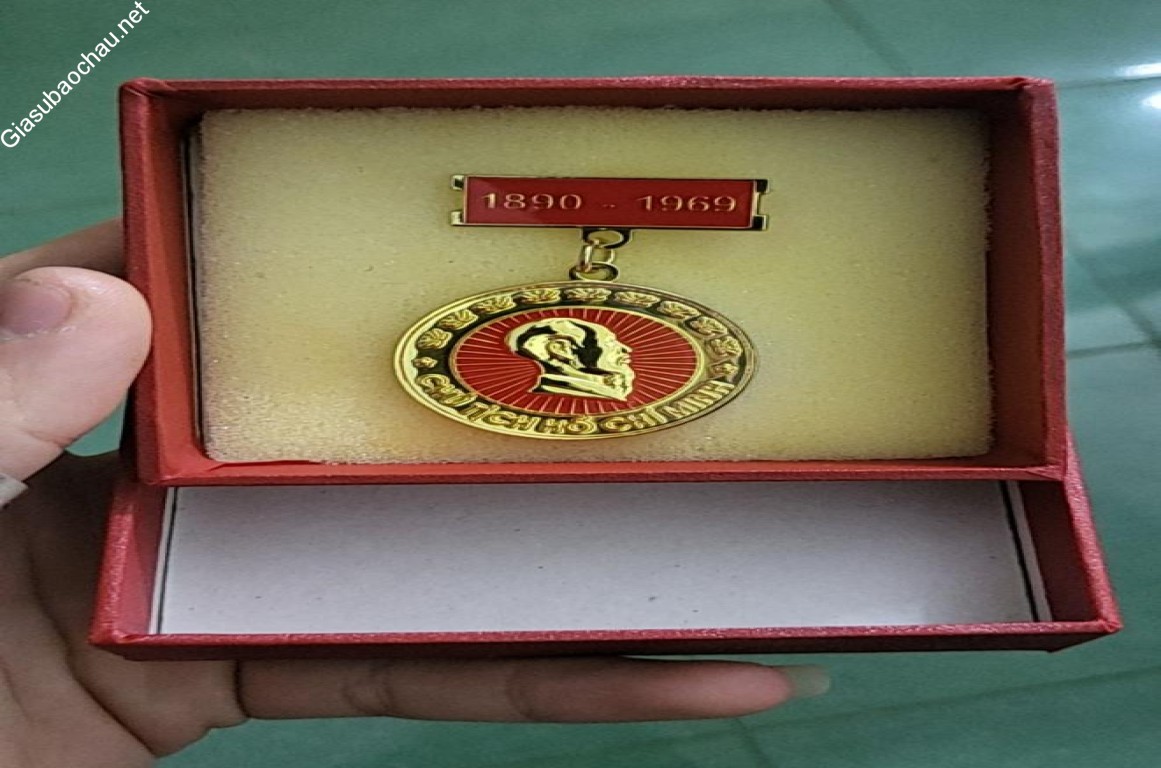 Giasubaochau.net
1890 - 1969
CHỦ TỊCH HỒ CHÍ MINH